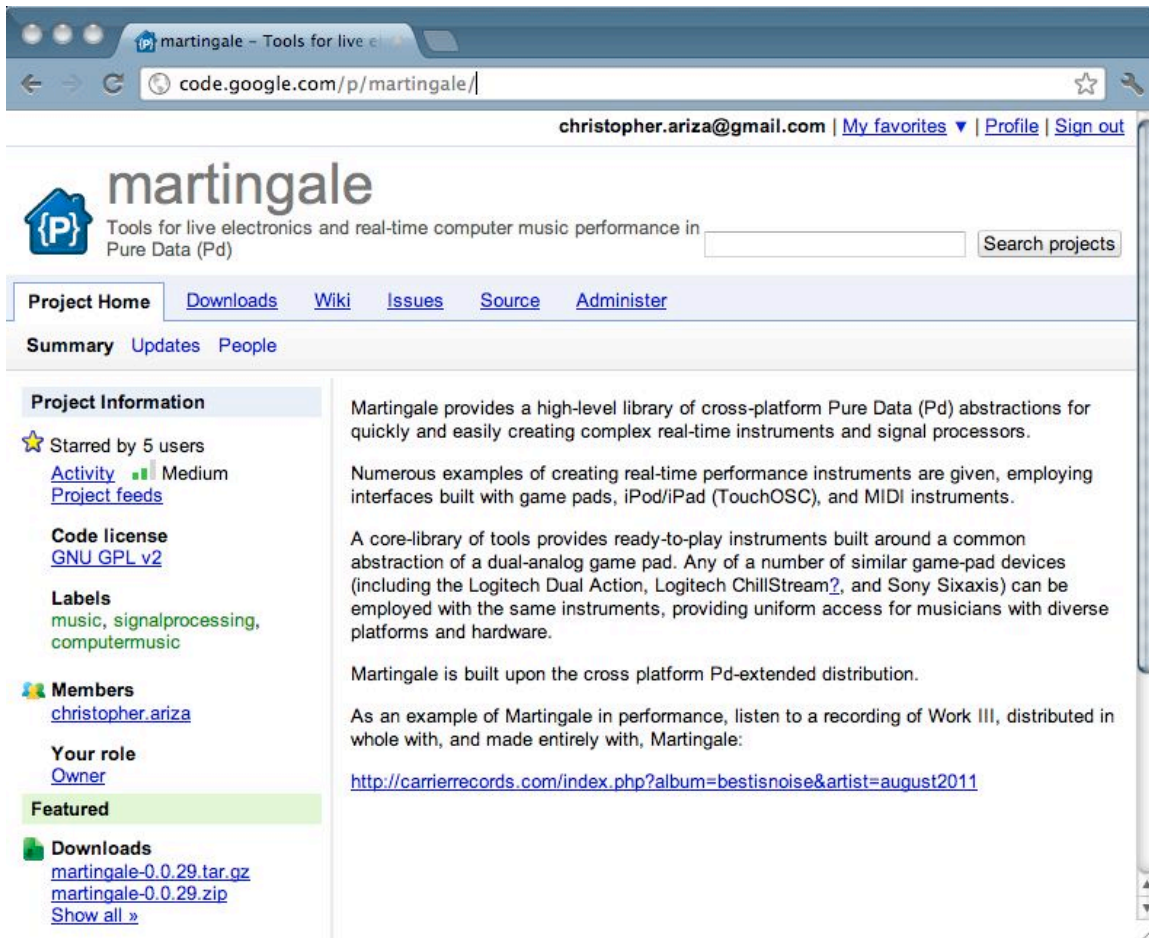 martingale - Tools for live e
code.google.com/p/martingale/
christopher.ariza@gmail.com | My favorites ▼ | Profile | Sign out
{P}
martingale
Tools for live electronics and real-time computer music performance in
Pure Data (Pd)
Search projects
Project Home Downloads Wiki Issues Source Administer
Summary Updates People
Project Information
Starred by 5 users
Activity Medium
Project feeds
Code license
GNU GPL v2
Labels
music, signalprocessing,
computermusic
Members
christopher.ariza
Your role
Owner
Featured
Downloads
martingale-0.0.29.tar.gz
martingale-0.0.29.zip
Show all »
Martingale provides a high-level library of cross-platform Pure Data (Pd) abstractions for
quickly and easily creating complex real-time instruments and signal processors.
Numerous examples of creating real-time performance instruments are given, employing
interfaces built with game pads, iPod/iPad (TouchOSC), and MIDI instruments.
A core-library of tools provides ready-to-play instruments built around a common
abstraction of a dual-analog game pad. Any of a number of similar game-pad devices
(including the Logitech Dual Action, Logitech ChillStream?, and Sony Sixaxis) can be
employed with the same instruments, providing uniform access for musicians with diverse
platforms and hardware.
Martingale is built upon the cross platform Pd-extended distribution.
As an example of Martingale in performance, listen to a recording of Work III, distributed in
whole with, and made entirely with, Martingale:
http://carrierrecords.com/index.php?album=bestisnoise&artist=august2011